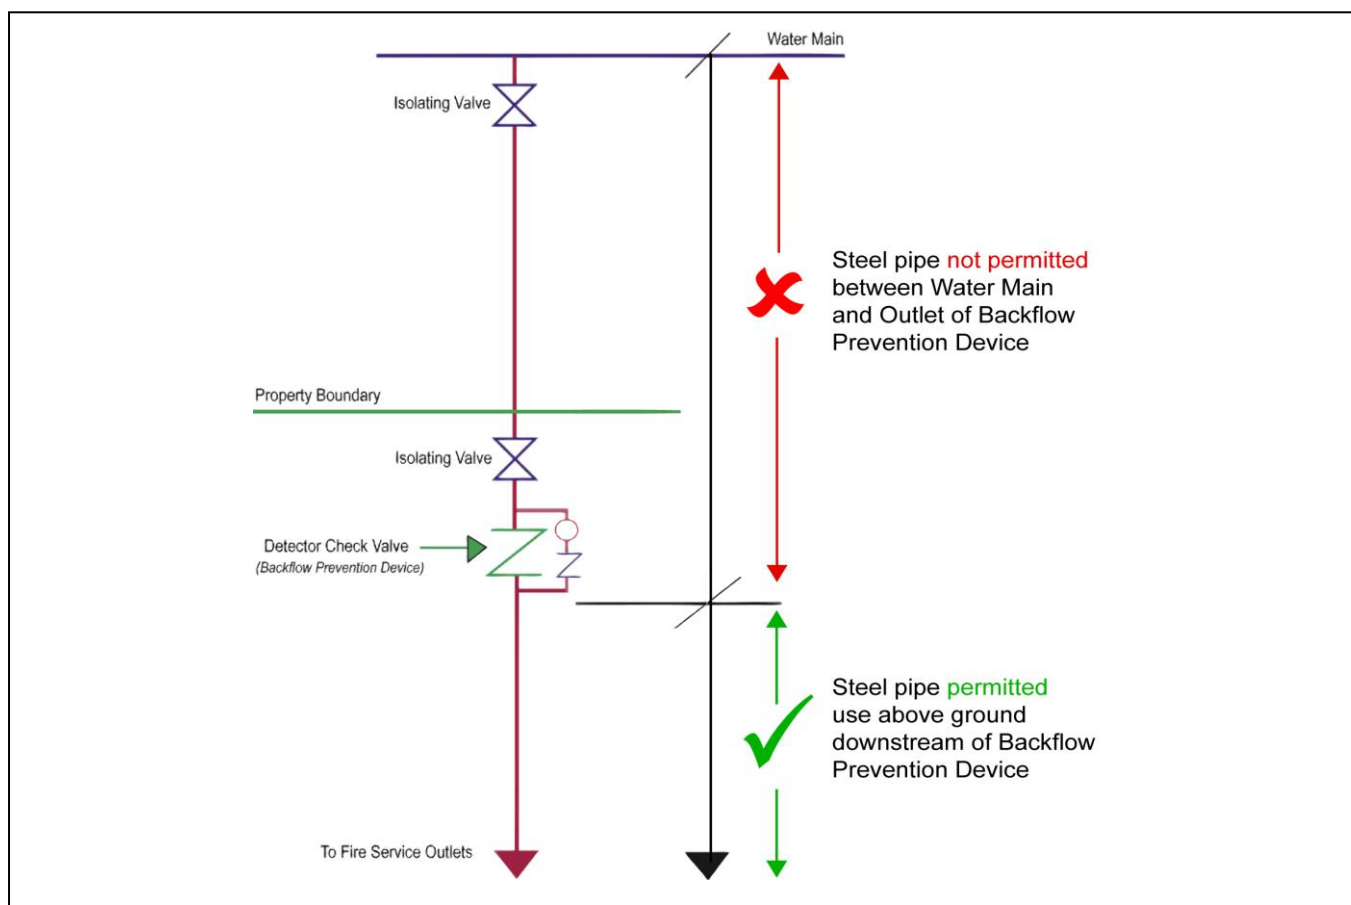 Water Main
Isolating Valve
Steel pipe not permitted
between Water Main
and Outlet of Backflow
Prevention Device
Property Boundary
Isolating Valve
Detector Check Valve
(Backflow Prevention Device)
Steel pipe permitted
use above ground
downstream of Backflow
Prevention Device
To Fire Service Outlets